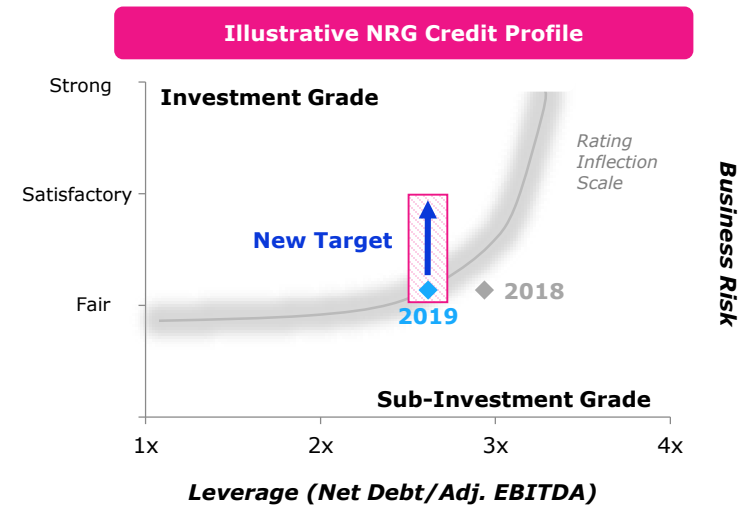 Illustrative NRG Credit Profile
Strong
Investment Grade
Rating
Inflection
Scale
Satisfactory
New Target
Business Risk
2018
Fair
2019
Sub-Investment Grade
1x 2x 3x 4x
Leverage (Net Debt/Adj. EBITDA)